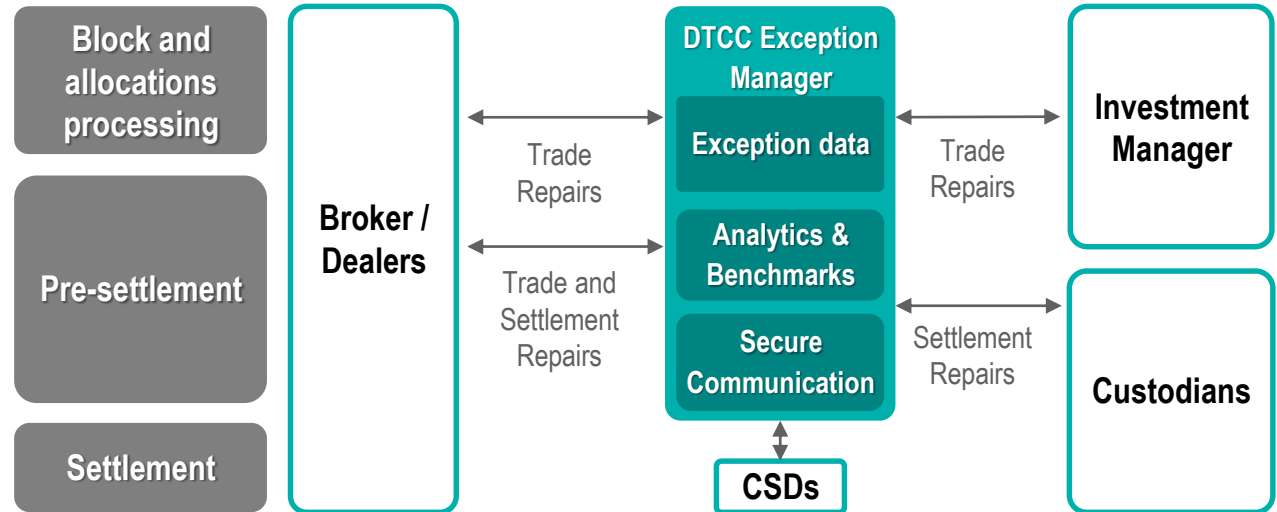 Block and
allocations
processing
Pre-settlement
Settlement
Broker /
Dealers
Trade
Repairs
Trade and
Settlement
Repairs
DTCC Exception
Manager
Exception data
Analytics &
Benchmarks
Secure
Communication
CSDs
Trade
Repairs
Settlement
Repairs
Investment
Manager
Custodians